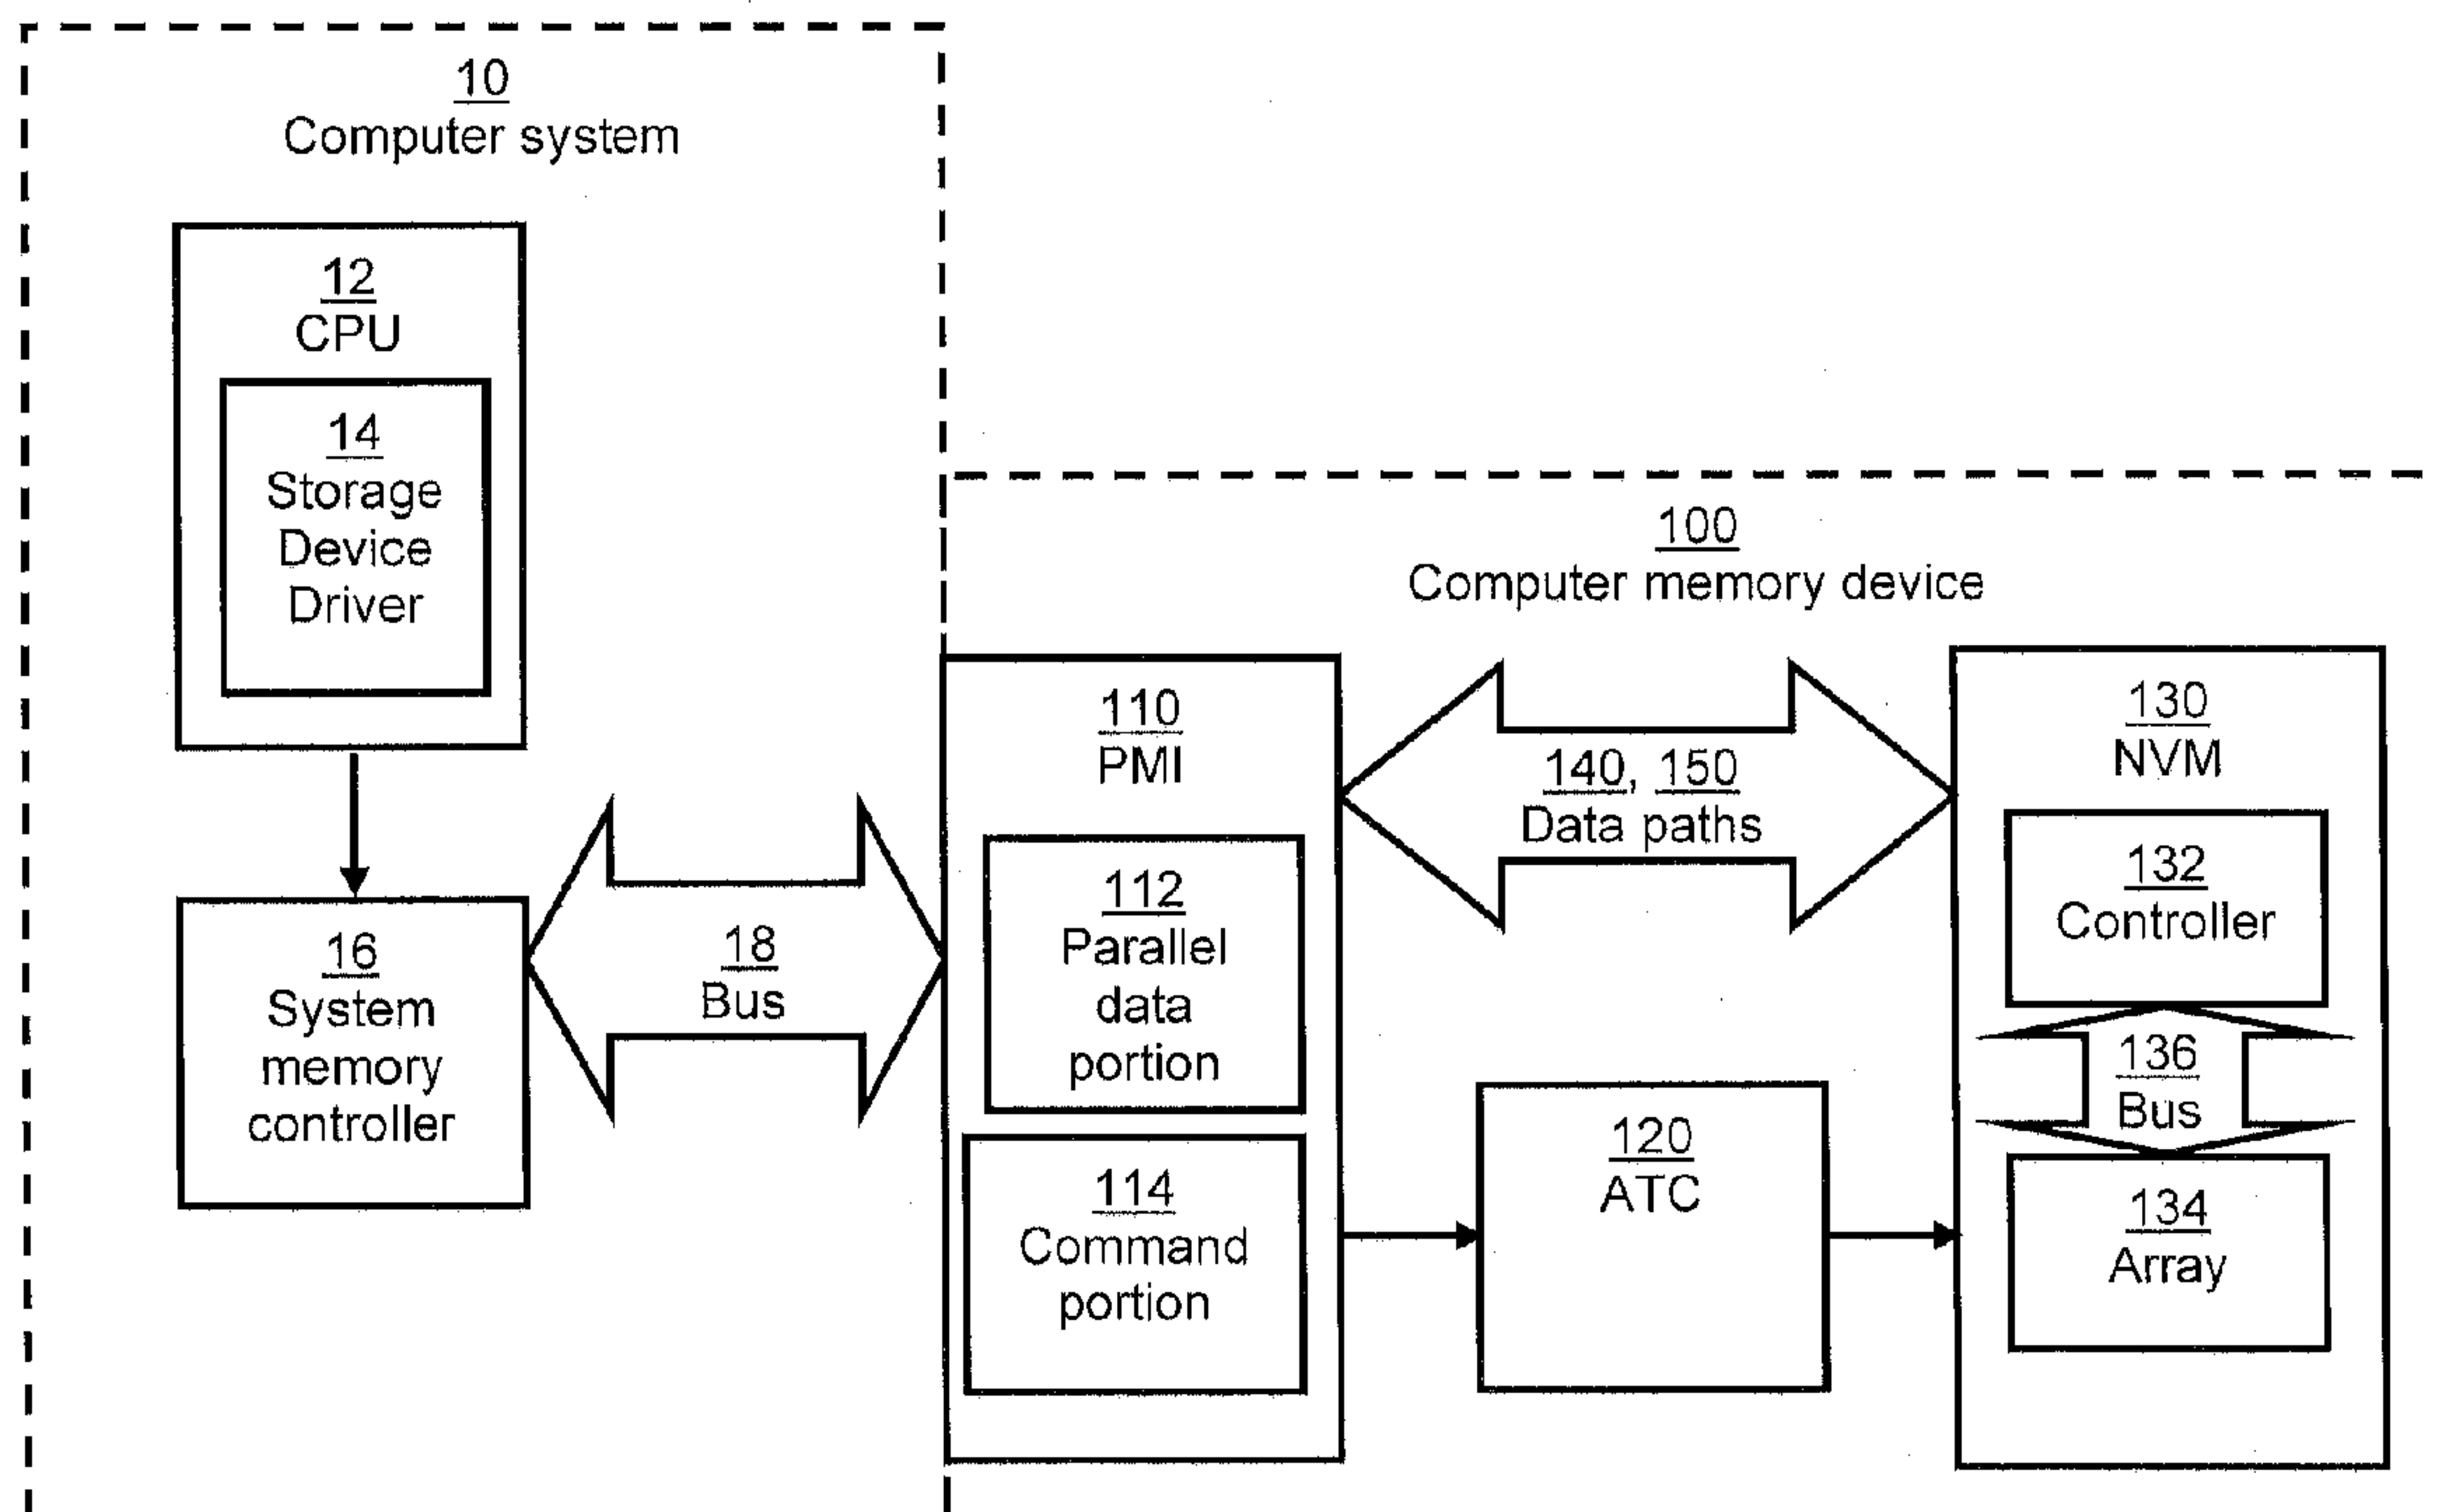 10
Computer system
12
CPU
14
Storage
Device
Driver
16
System
memory
controller
18
Bus
100
Computer memory device
110
PMI
112
Parallel
data
portion
114
Command
portion
140, 150
Data paths
120
ATC
130
NVM
132
Controller
136
Bus
134
Array